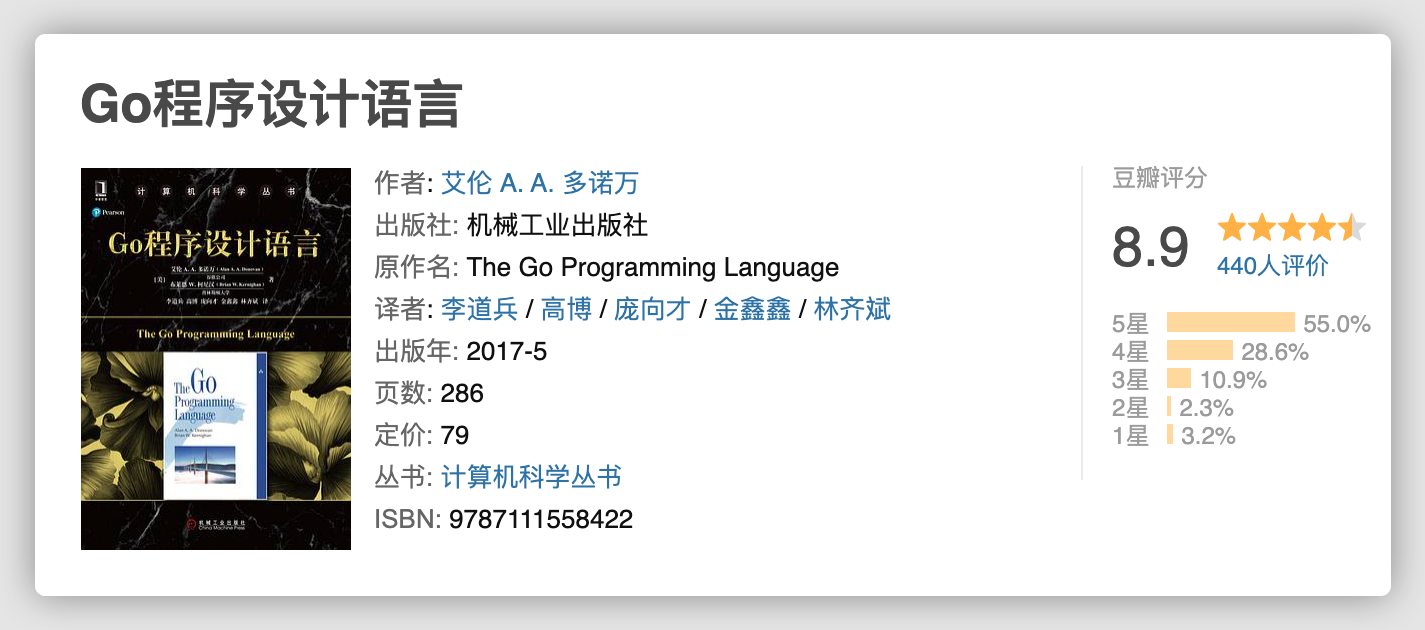 Go程序设计语言
计算机科学丛书
Pearson
Go程序设计语言
艾伦 A. A. 多诺万 (Alan A. A. Donovan)
[美] 布莱恩 W. 柯尼汉 (Brian W. Kernighan) 著
李道兵 高博 庞向才 金鑫鑫 林齐斌 译
The Go Programming Language
The Go
Programming
Language
Alan A. A. Donovan
Brian W. Kernighan
机械工业出版社
China Machine Press
作者: 艾伦 A. A. 多诺万
出版社: 机械工业出版社
原作名: The Go Programming Language
译者: 李道兵 / 高博 / 庞向才 / 金鑫鑫 / 林齐斌
出版年: 2017-5
页数: 286
定价: 79
丛书: 计算机科学丛书
ISBN: 9787111558422
豆瓣评分
8.9
440人评价
5星 55.0%
4星 28.6%
3星 10.9%
2星 2.3%
1星 3.2%